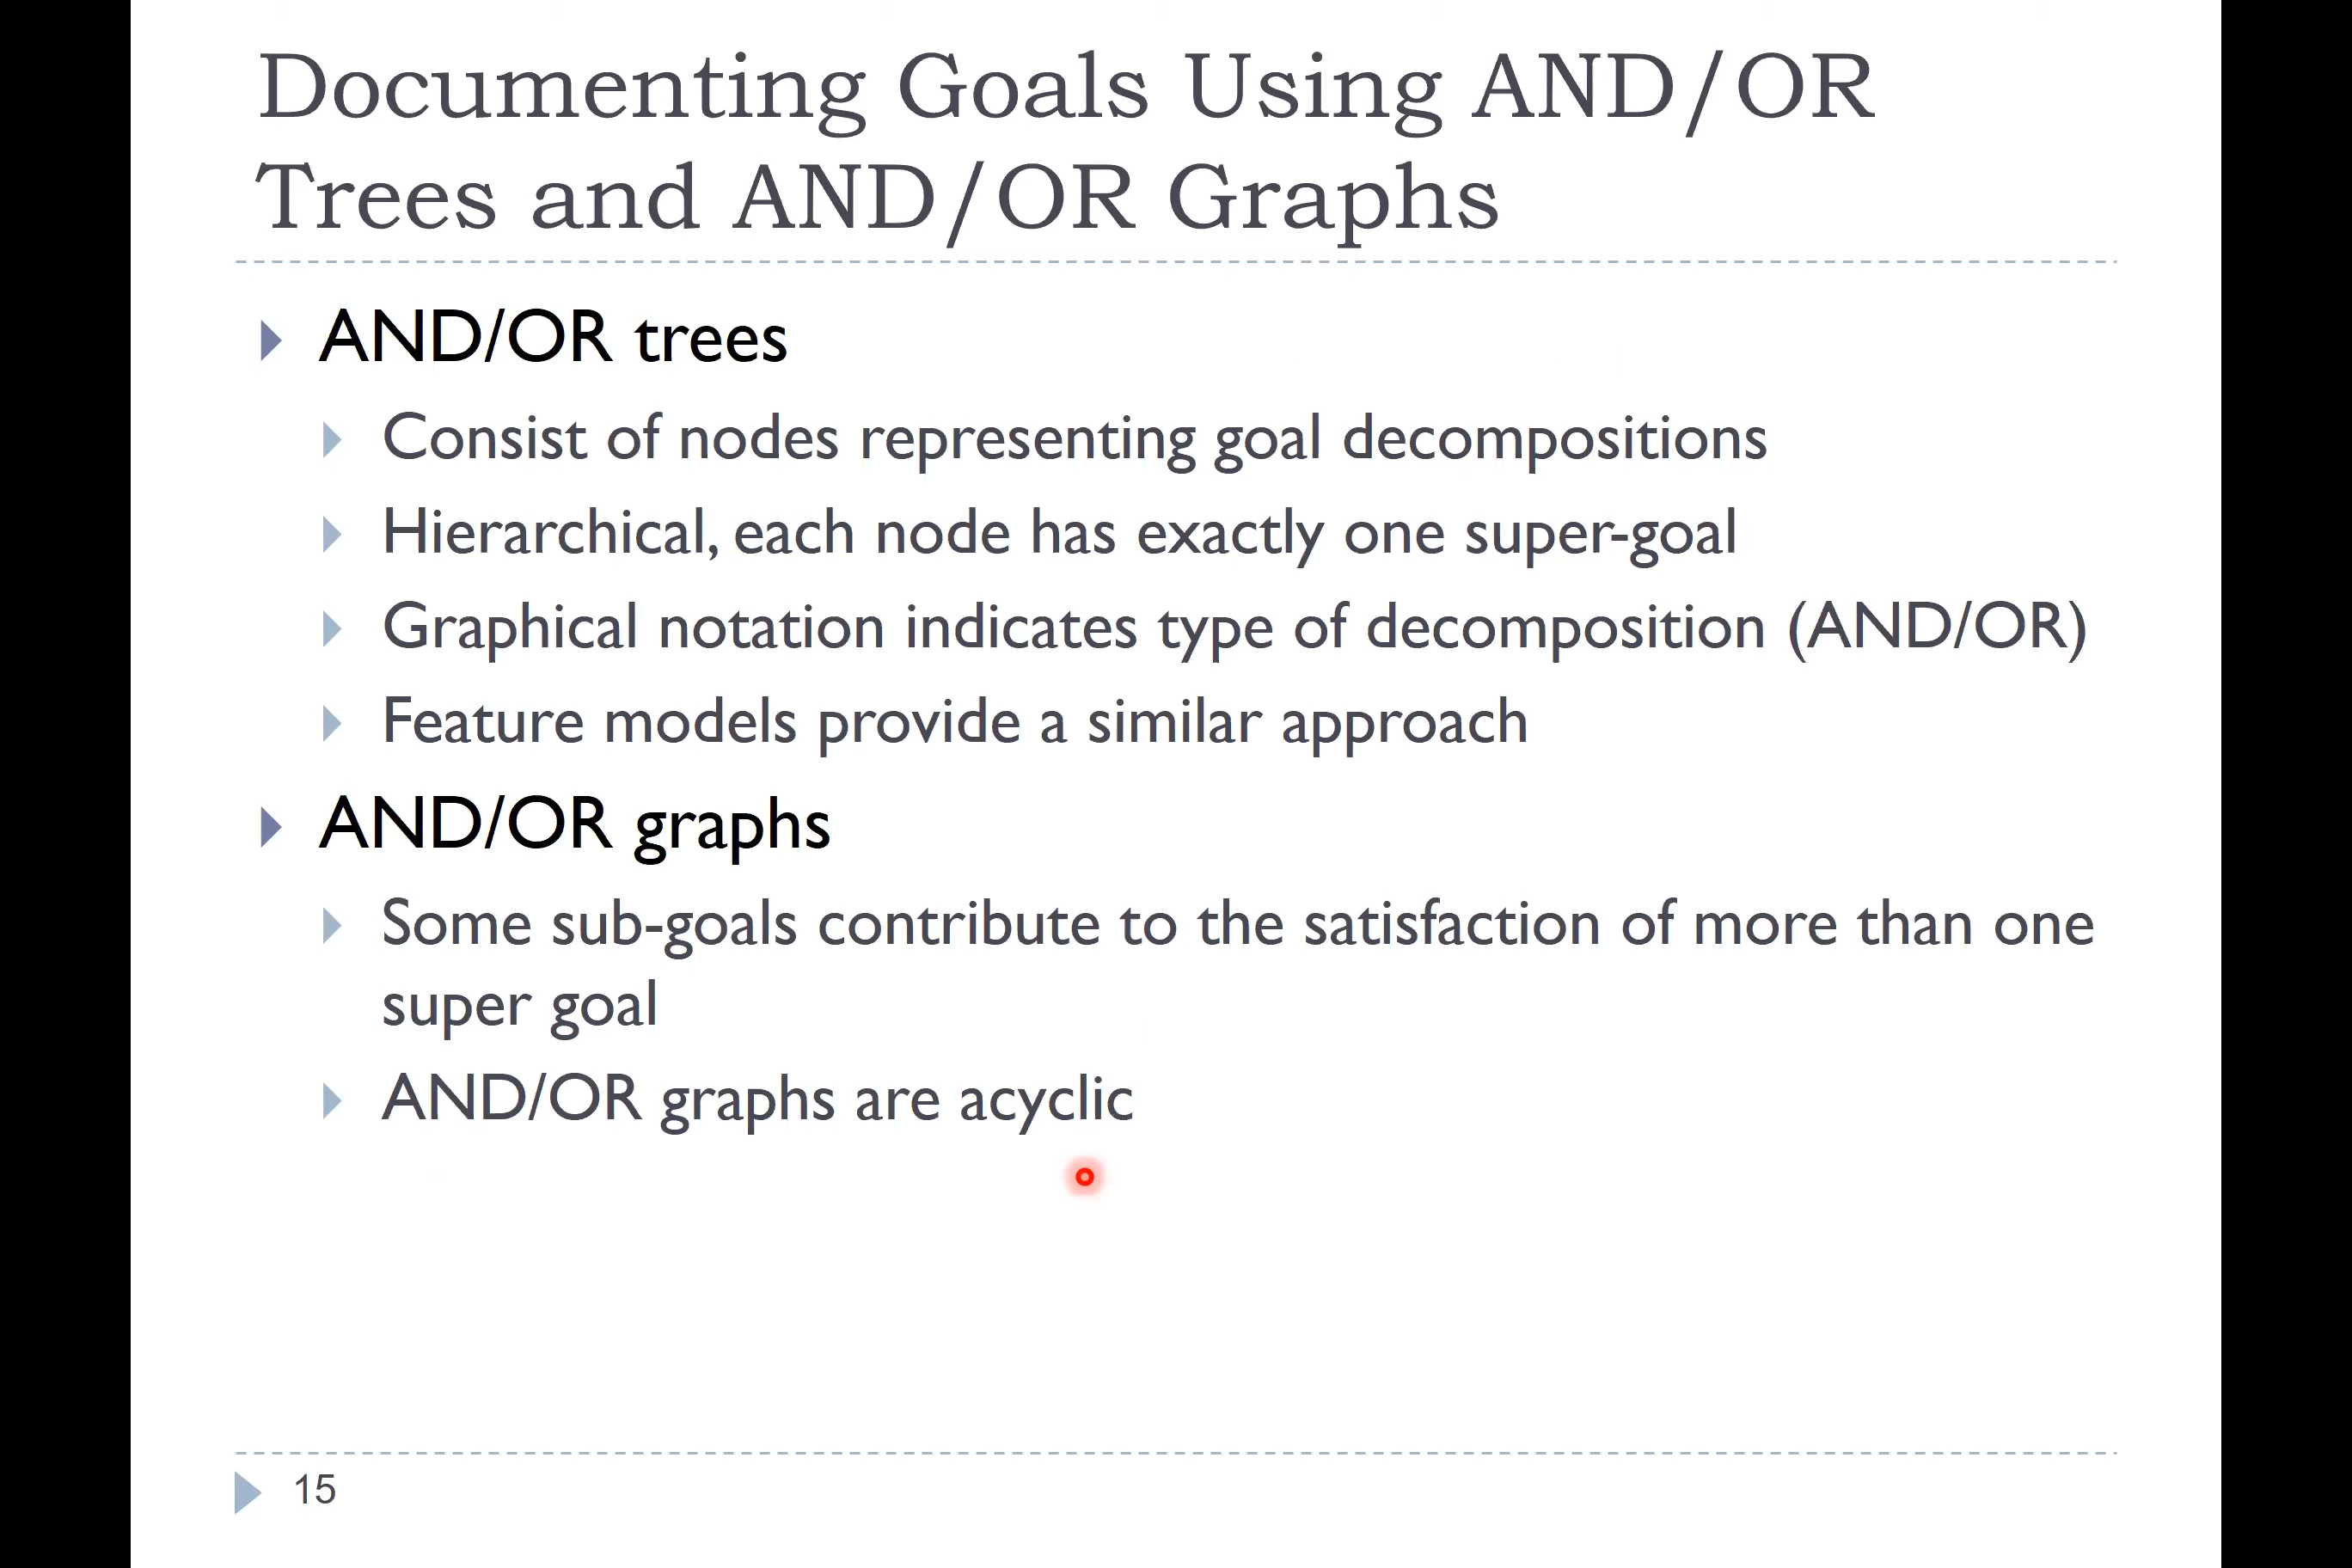 Documenting Goals Using AND/OR
Trees and AND/OR Graphs
AND/OR trees
Consist of nodes representing goal decompositions
Hierarchical, each node has exactly one super-goal
Graphical notation indicates type of decomposition (AND/OR)
Feature models provide a similar approach
AND/OR graphs
Some sub-goals contribute to the satisfaction of more than one
super goal
AND/OR graphs are acyclic
15